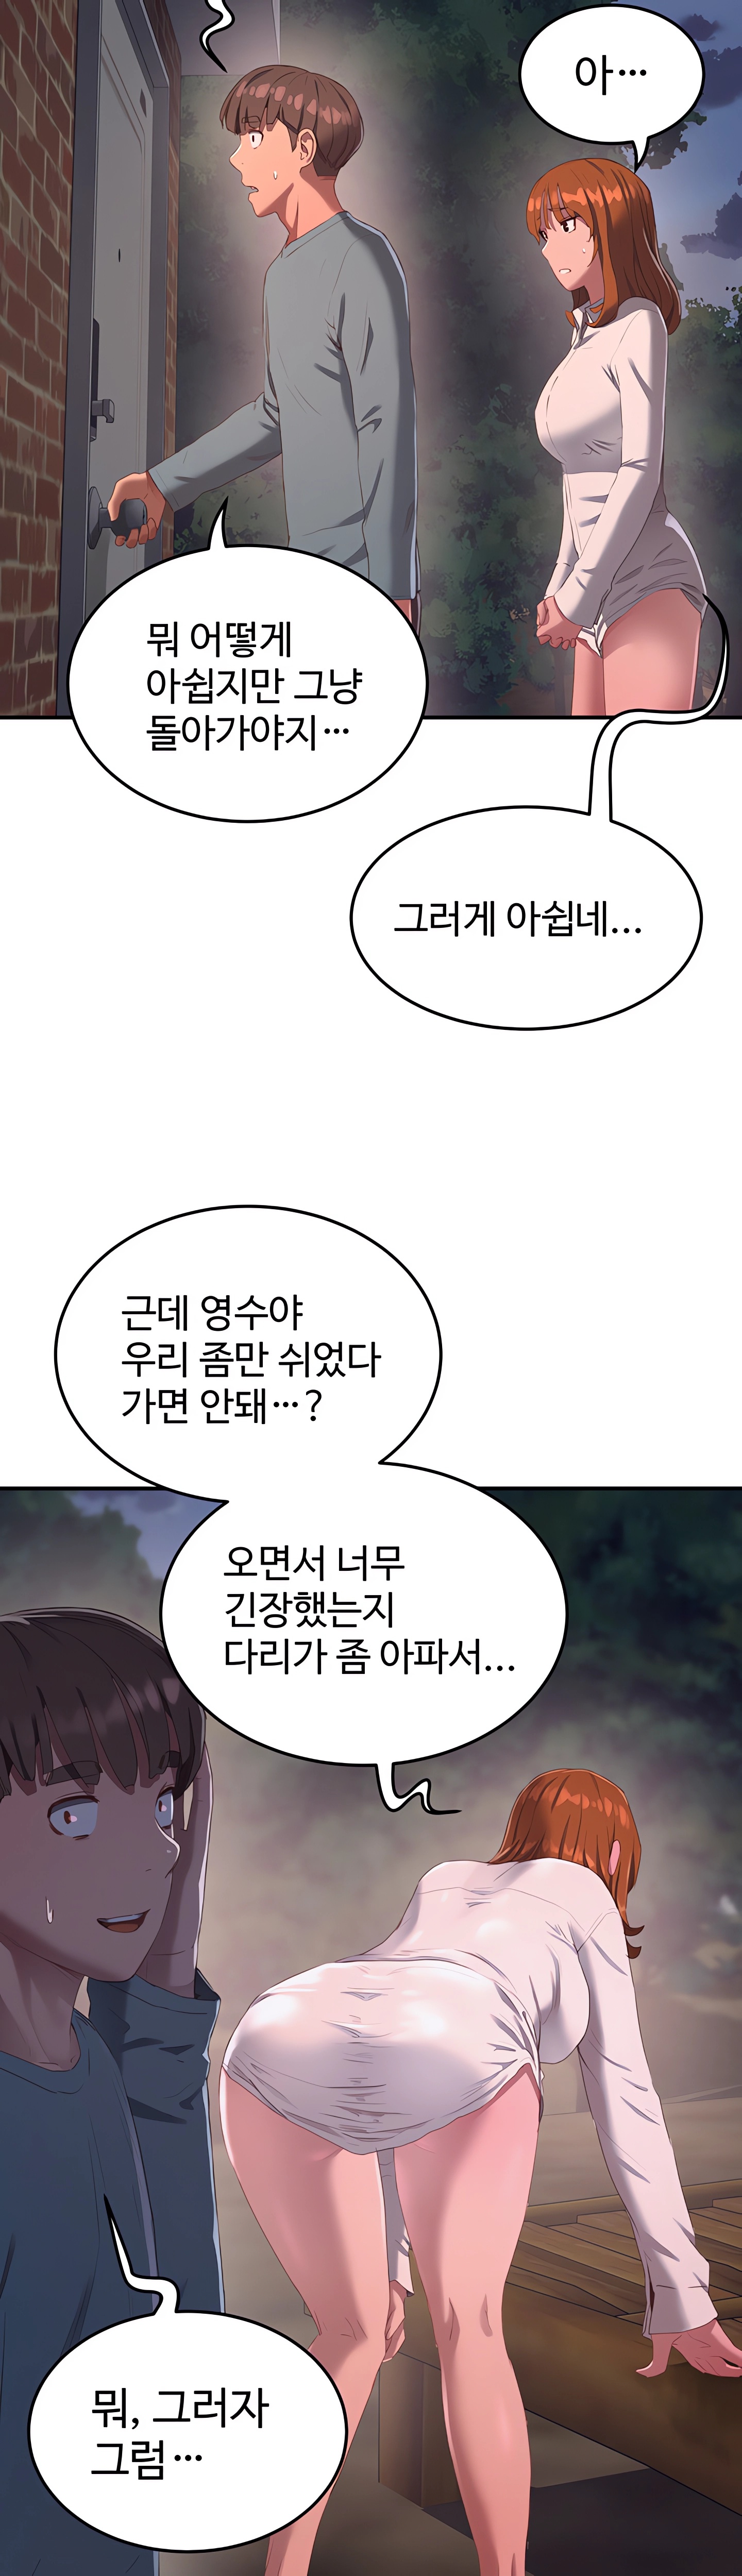 아…
뭐 어떻게
아쉽지만 그냥
돌아가야지…
그러게 아쉽네...
근데 영수야
우리 좀만 쉬었다
가면 안돼…?
오면서 너무
긴장했는지
다리가 좀 아파서...
뭐, 그러자
그럼…